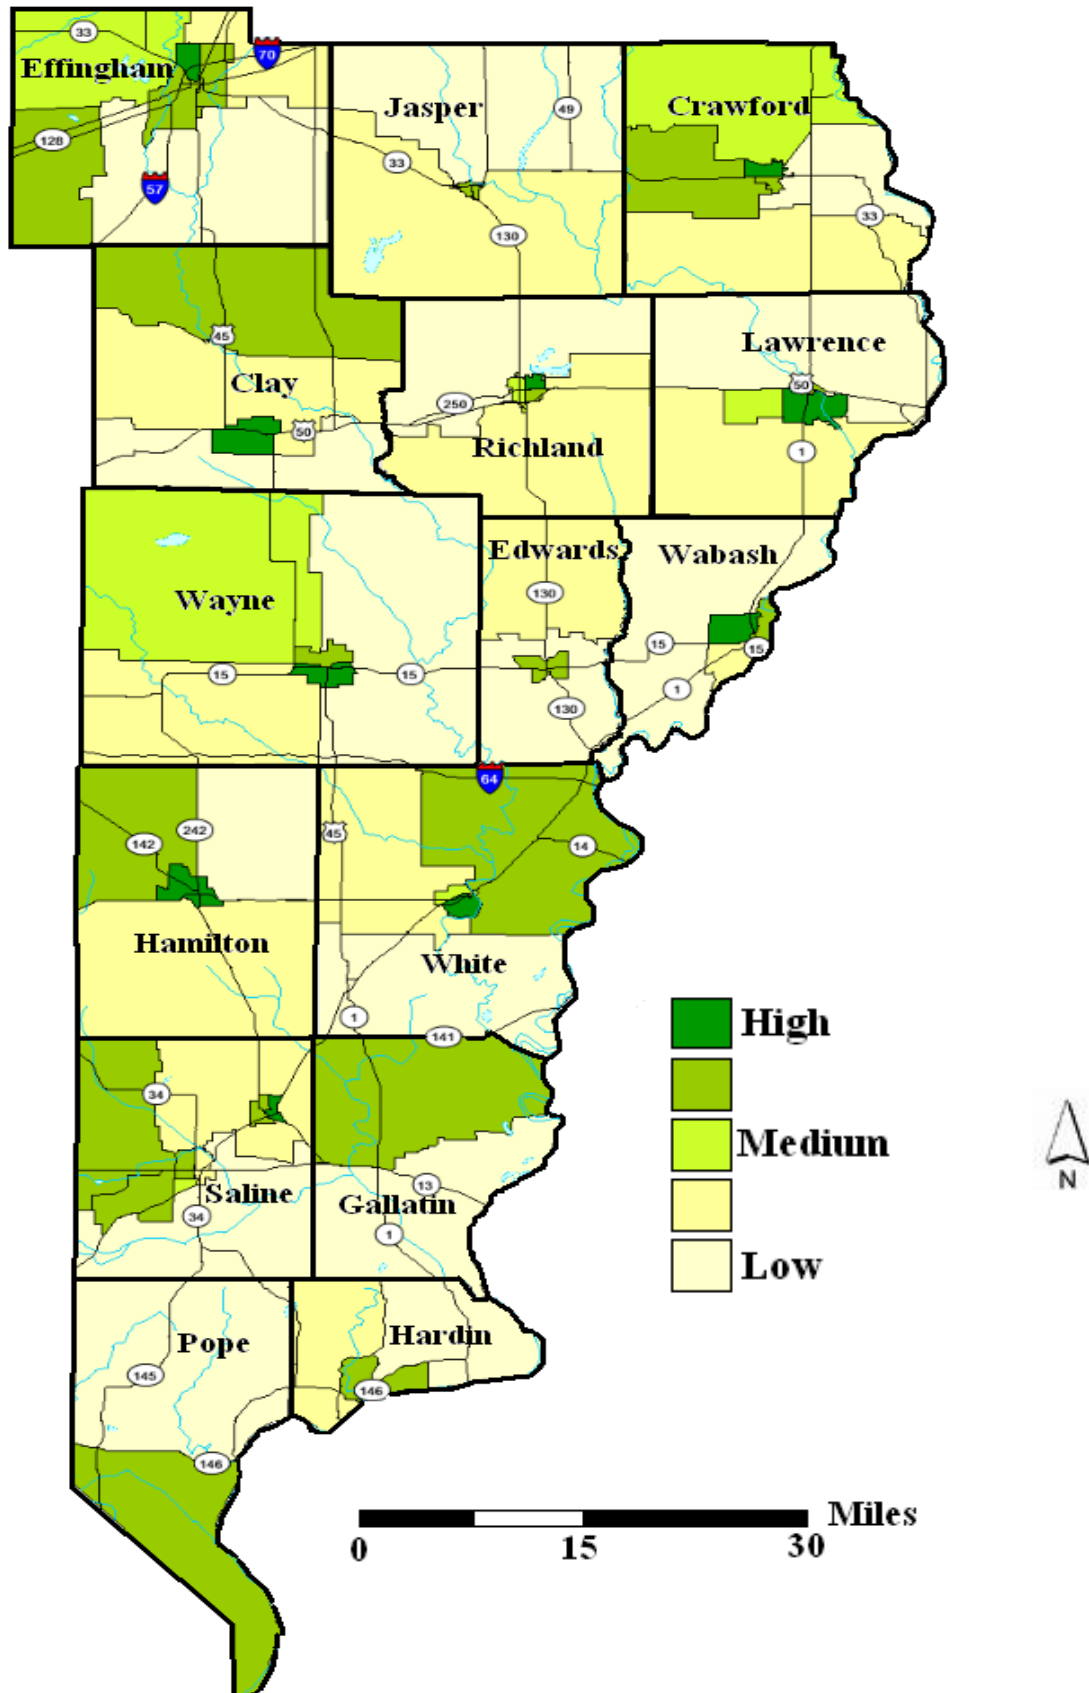 33
70
Effingham
Jasper
49
Crawford
128
33
57
33
130
45
Lawrence
Clay
50
250
50
Richland
1
Edwards
Wabash
130
Wayne
15
15
15
15
1
130
64
45
242
142
14
Hamilton
White
1
High
141
34
Medium
13
Saline
Gallatin
34
1
Low
N
Hardin
Pope
145
146
146
Miles
0 15 30